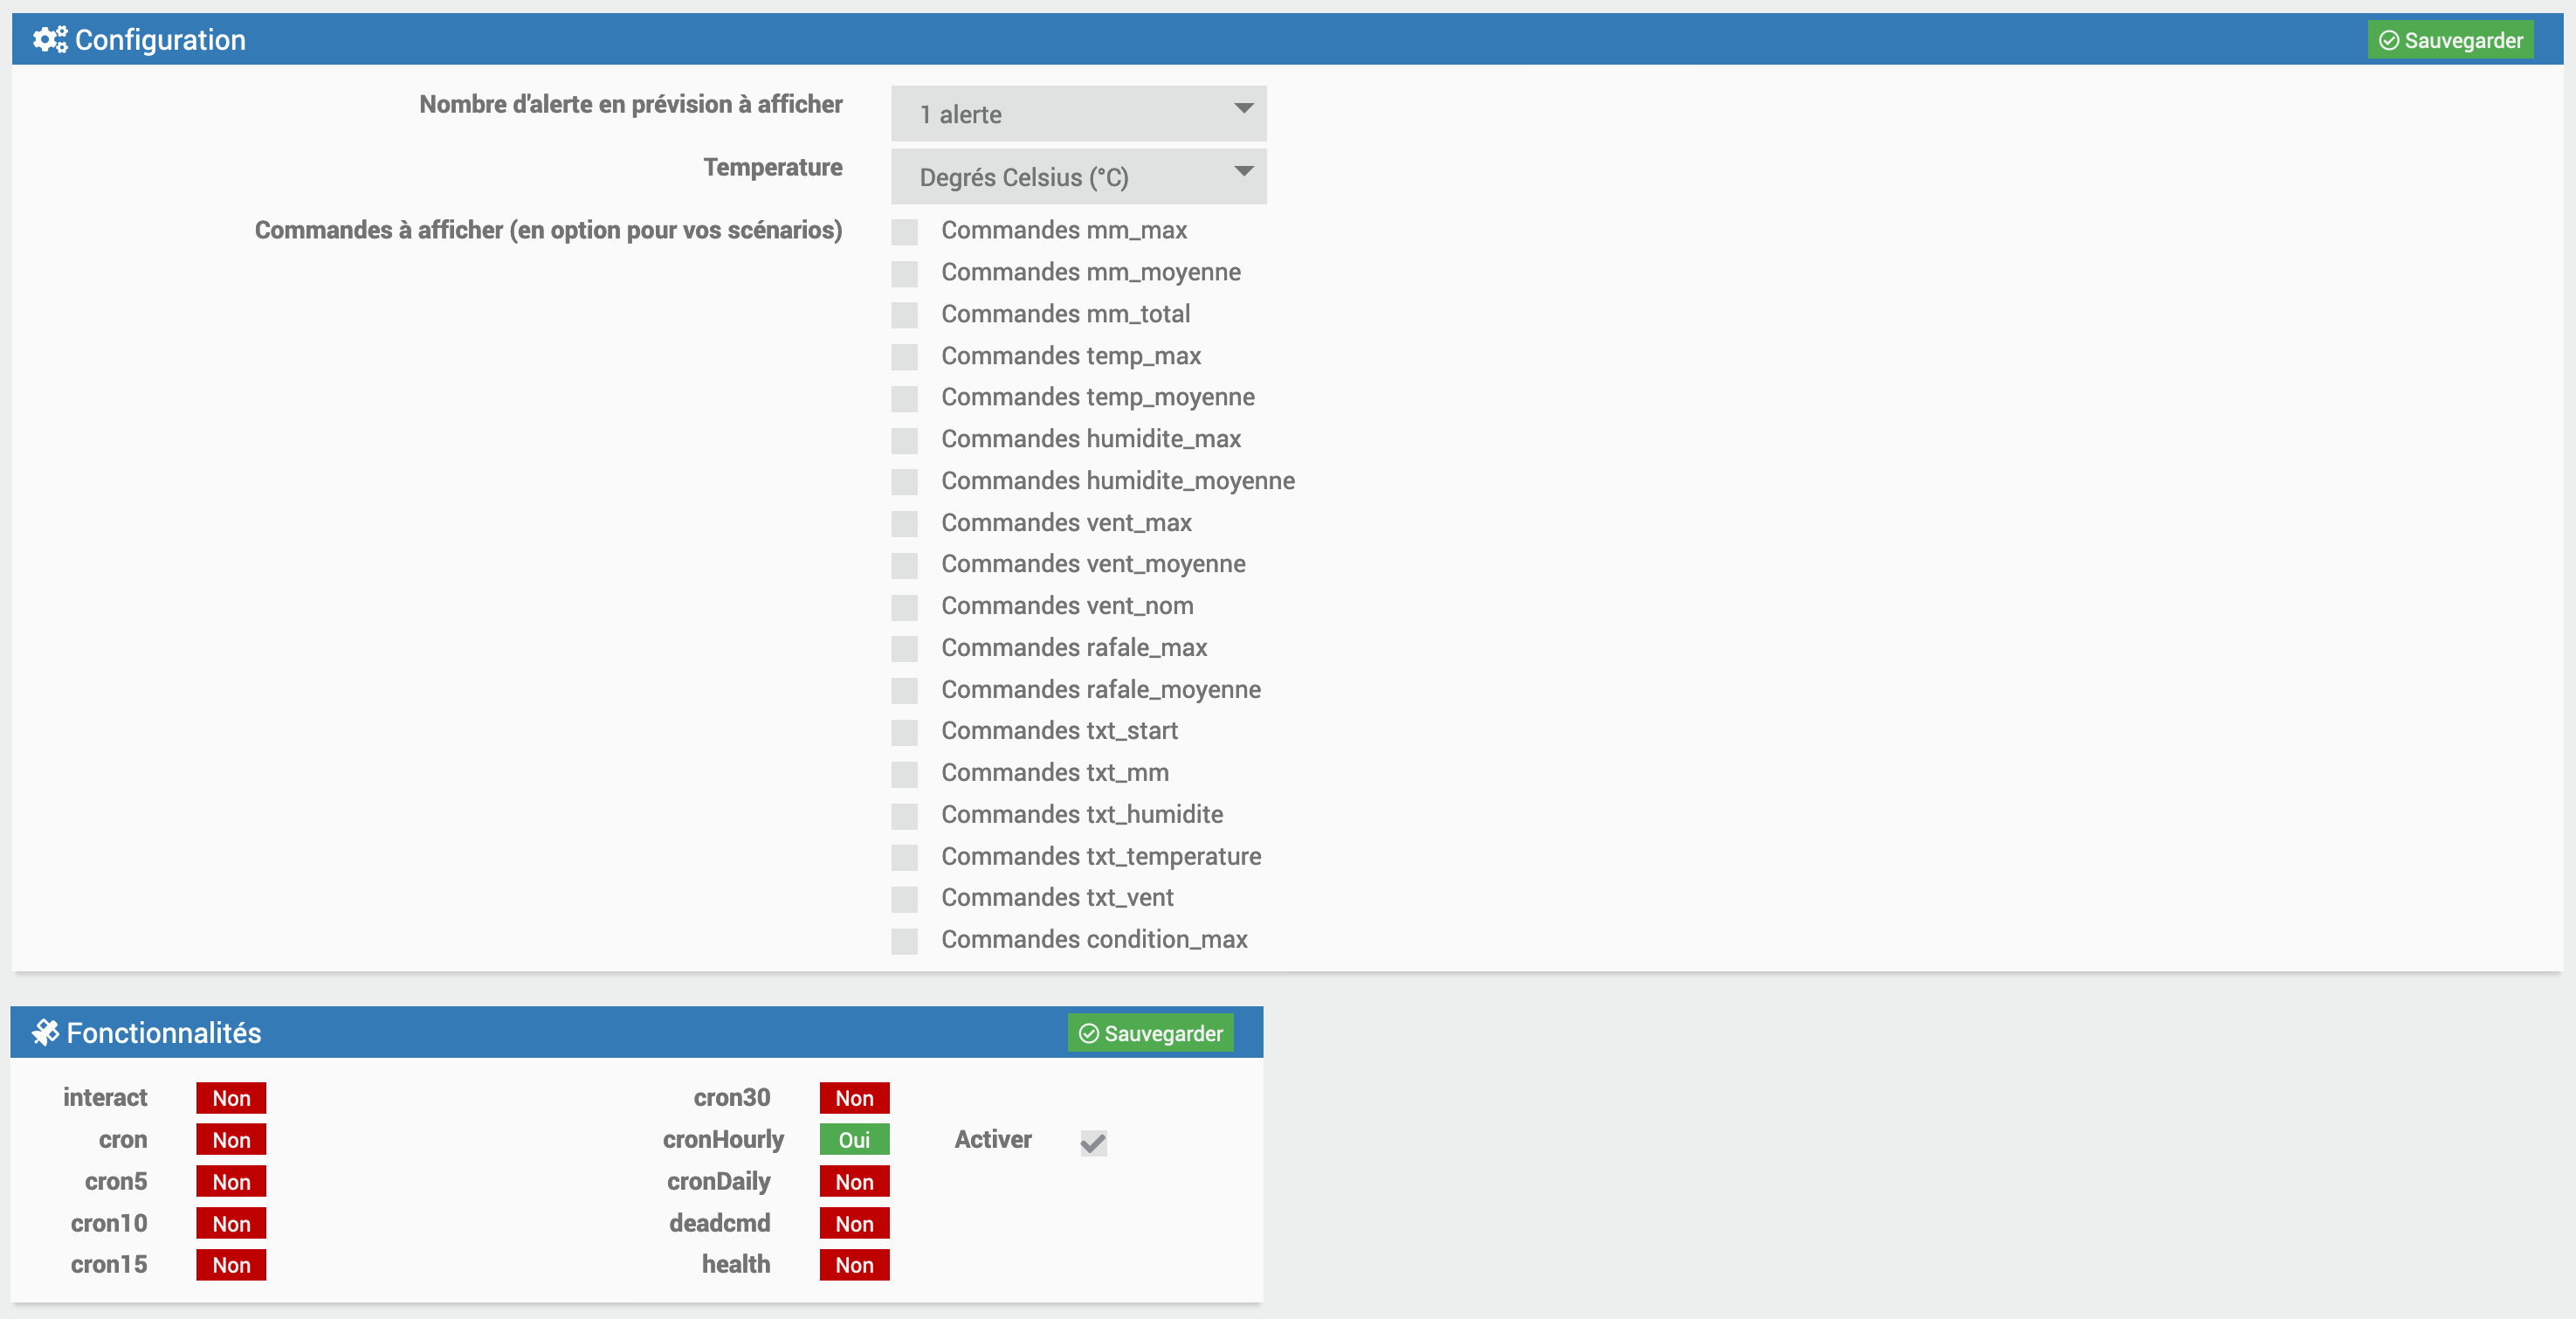 Configuration
Sauvegarder
Nombre d'alerte en prévision à afficher
1 alerte
Temperature
Degrés Celsius (°C)
Commandes à afficher (en option pour vos scénarios)
Commandes mm_max
Commandes mm_moyenne
Commandes mm_total
Commandes temp_max
Commandes temp_moyenne
Commandes humidite_max
Commandes humidite_moyenne
Commandes vent_max
Commandes vent_moyenne
Commandes vent_nom
Commandes rafale_max
Commandes rafale_moyenne
Commandes txt_start
Commandes txt_mm
Commandes txt_humidite
Commandes txt_temperature
Commandes txt_vent
Commandes condition_max
Fonctionnalités
Sauvegarder
interact Non
cron Non
cron5 Non
cron10 Non
cron15 Non
cron30 Non
cronHourly Oui Activer
cronDaily Non
deadcmd Non
health Non